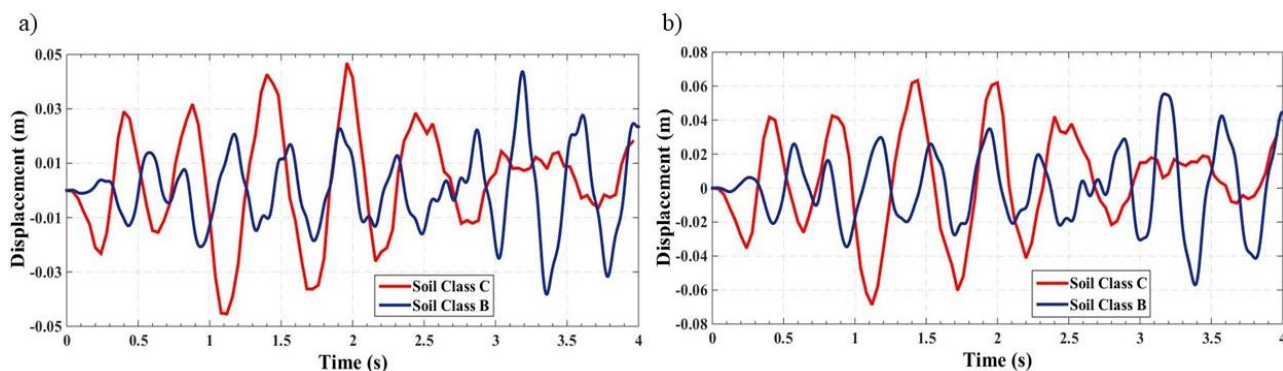 a)
0.05
0.03
0.01
-0.01
-0.03
-0.05
Displacement (m)
0 0.5 1 1.5 2 2.5 3 3.5 4
Time (s)
Soil Class C
Soil Class B
b)
0.08
0.06
0.04
0.02
0
-0.02
-0.04
-0.06
-0.08
Displacement (m)
0 0.5 1 1.5 2 2.5 3 3.5 4
Time (s)
Soil Class C
Soil Class B